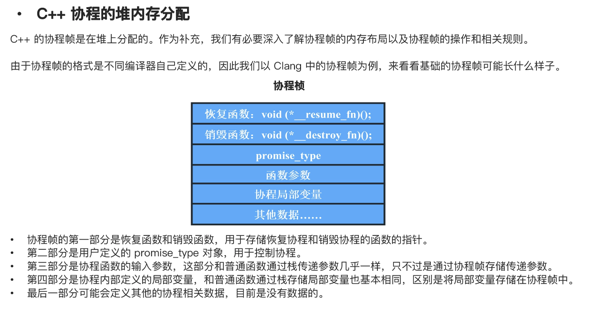 • C++ 协程的堆内存分配
C++ 的协程帧是在堆上分配的。作为补充，我们有必要深入了解协程帧的内存布局以及协程帧的操作和相关规则。
由于协程帧的格式是不同编译器自己定义的，因此我们以 Clang 中的协程帧为例，来看看基础的协程帧可能长什么样子。
协程桢
恢复函数：void (*__resume_fn)();
销毁函数：void (*__destroy_fn)();
promise_type
函数参数
协程局部变量
其他数据……
• 协程帧的第一部分是恢复函数和销毁函数，用于存储恢复协程和销毁协程的函数的指针。
• 第二部分是用户定义的 promise_type 对象，用于控制协程。
• 第三部分是协程函数的输入参数，这部分和普通函数通过栈传递参数几乎一样，只不过是通过协程帧存储传递参数。
• 第四部分是协程内部定义的局部变量，和普通函数通过栈存储局部变量也基本相同，区别是将局部变量存储在协程帧中。
• 最后一部分可能会定义其他的协程相关数据，目前是没有数据的。